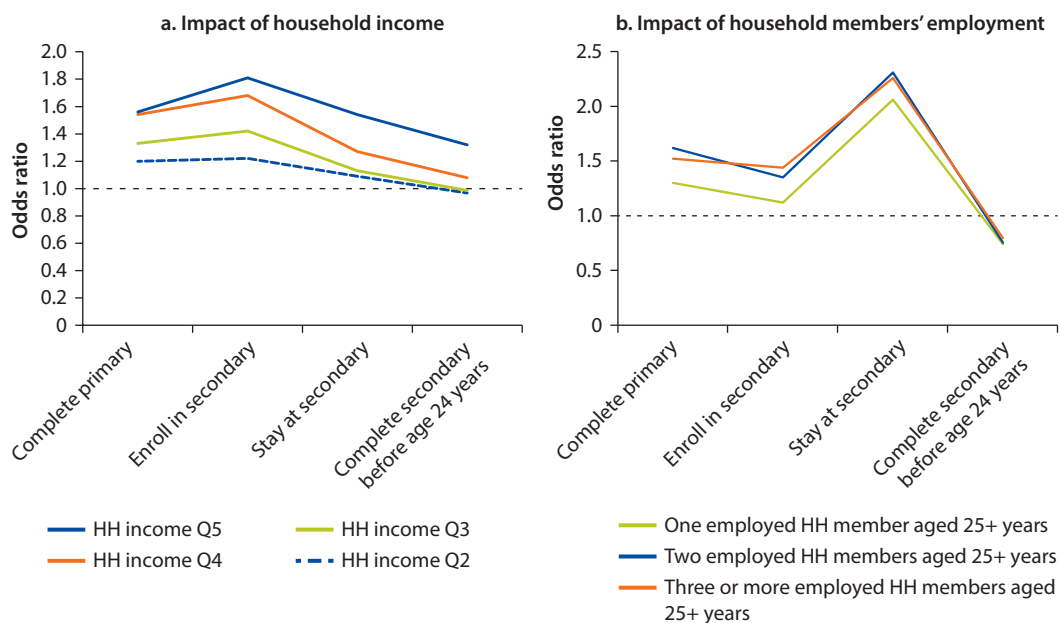 a. Impact of household income
2.0
1.8
1.6
1.4
1.2
1.0
0.8
0.6
0.4
0.2
0
Odds ratio
Complete primary
Enroll in secondary
Stay at secondary
Complete secondary
before age 24 years
HH income Q5
HH income Q4
HH income Q3
HH income Q2
b. Impact of household members’ employment
2.5
2.0
1.5
1.0
0.5
0
Odds ratio
Complete primary
Enroll in secondary
Stay at secondary
Complete secondary
before age 24 years
One employed HH member aged 25+ years
Two employed HH members aged 25+ years
Three or more employed HH members aged
25+ years